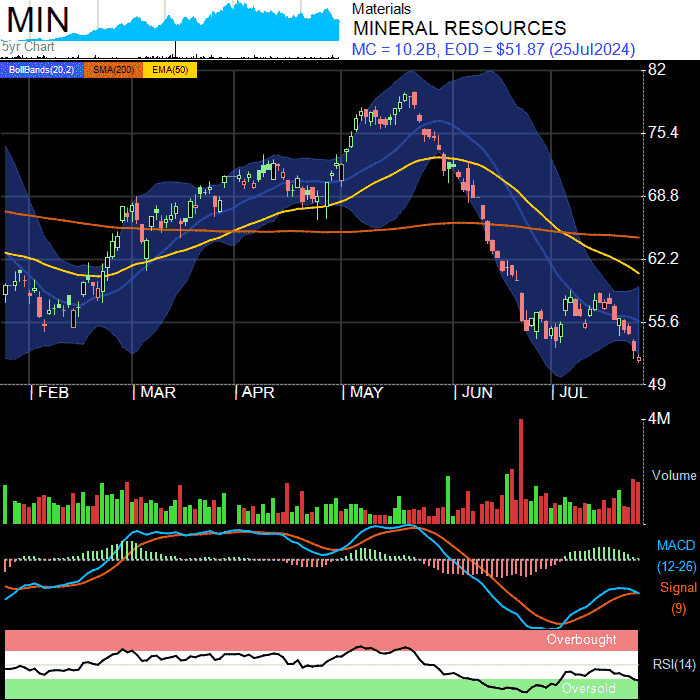 MIN
5yr Chart
Materials
MINERAL RESOURCES
MC = 10.2B, EOD = $51.87 (25Jul2024)
BollBands(20,2) SMA(200) EMA(50)
82
75.4
68.8
62.2
55.6
49
| FEB | MAR | APR | MAY | JUN | JUL
4M
Volume
MACD
(12-26)
Signal
(9)
Overbought
RSI(14)
Oversold